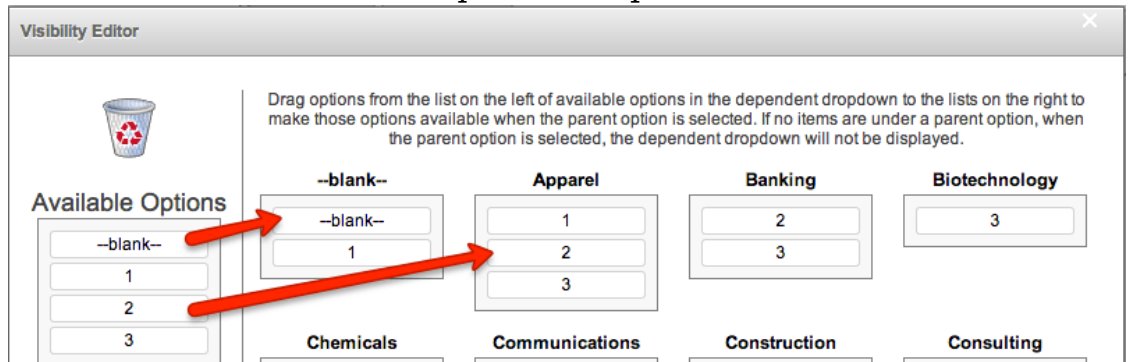 Visibility Editor
Drag options from the list on the left of available options in the dependent dropdown to the lists on the right to
make those options available when the parent option is selected. If no items are under a parent option, when
the parent option is selected, the dependent dropdown will not be displayed.
Available Options
--blank--
1
2
3
--blank--
--blank--
1
Apparel
1
2
3
Banking
2
3
Biotechnology
3
Chemicals
Communications
Construction
Consulting